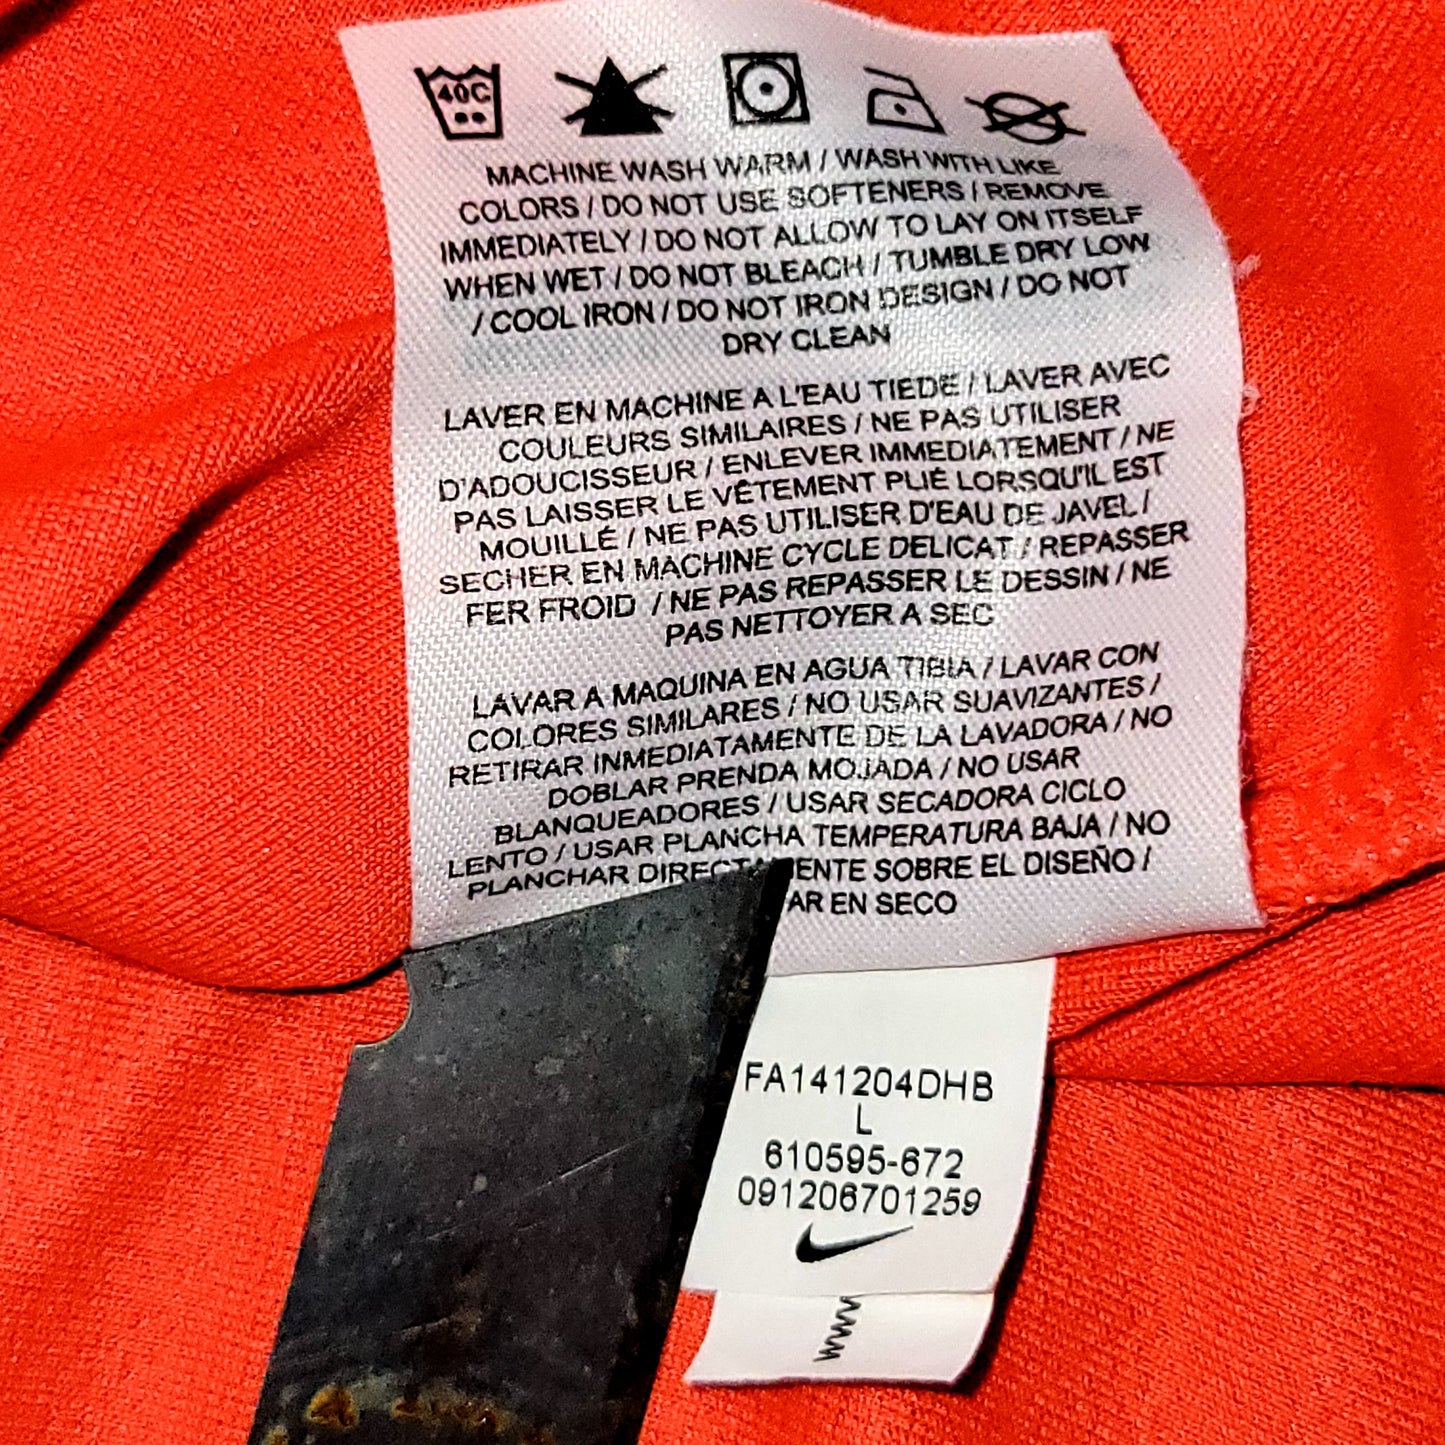 40C
MACHINE WASH WARM / WASH WITH LIKE
COLORS / DO NOT USE SOFTENERS / REMOVE
IMMEDIATELY / DO NOT ALLOW TO LAY ON ITSELF
WHEN WET / DO NOT BLEACH / TUMBLE DRY LOW
/ COOL IRON / DO NOT IRON DESIGN / DO NOT
DRY CLEAN
LAVER EN MACHINE A L'EAU TIEDE / LAVER AVEC
COULEURS SIMILAIRES / NE PAS UTILISER
D'ADOUCISSEUR / ENLEVER IMMEDIATEMENT / NE
PAS LAISSER LE VÊTEMENT PLIÉ LORSQU'IL EST
MOUILLÉ / NE PAS UTILISER D'EAU DE JAVEL /
SECHER EN MACHINE CYCLE DELICAT / REPASSER
FER FROID / NE PAS REPASSER LE DESSIN / NE
PAS NETTOYER A SEC
LAVAR A MAQUINA EN AGUA TIBIA / LAVAR CON
COLORES SIMILARES / NO USAR SUAVIZANTES /
RETIRAR INMEDIATAMENTE DE LA LAVADORA / NO
DOBLAR PRENDA MOJADA / NO USAR
BLANQUEADORES / USAR SECADORA CICLO
LENTO / USAR PLANCHA TEMPERATURA BAJA / NO
PLANCHAR DIRECTAMENTE SOBRE EL DISEÑO /
AR EN SECO
FA141204DHB
L
610595-672
091206701259
www